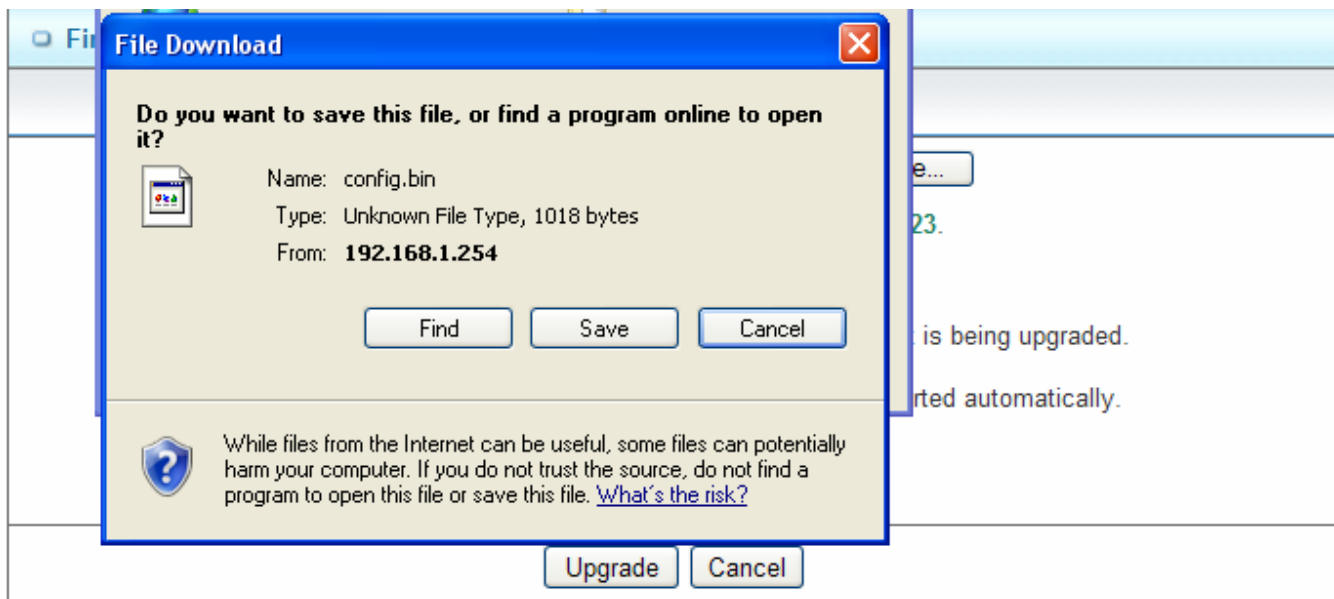 Fi
File Download
Do you want to save this file, or find a program online to open
it?
Name: config.bin
Type: Unknown File Type, 1018 bytes
From: 192.168.1.254
e...
23.
Find Save Cancel
is being upgraded.
rted automatically.
While files from the Internet can be useful, some files can potentially
harm your computer. If you do not trust the source, do not find a
program to open this file or save this file. What's the risk?
Upgrade Cancel